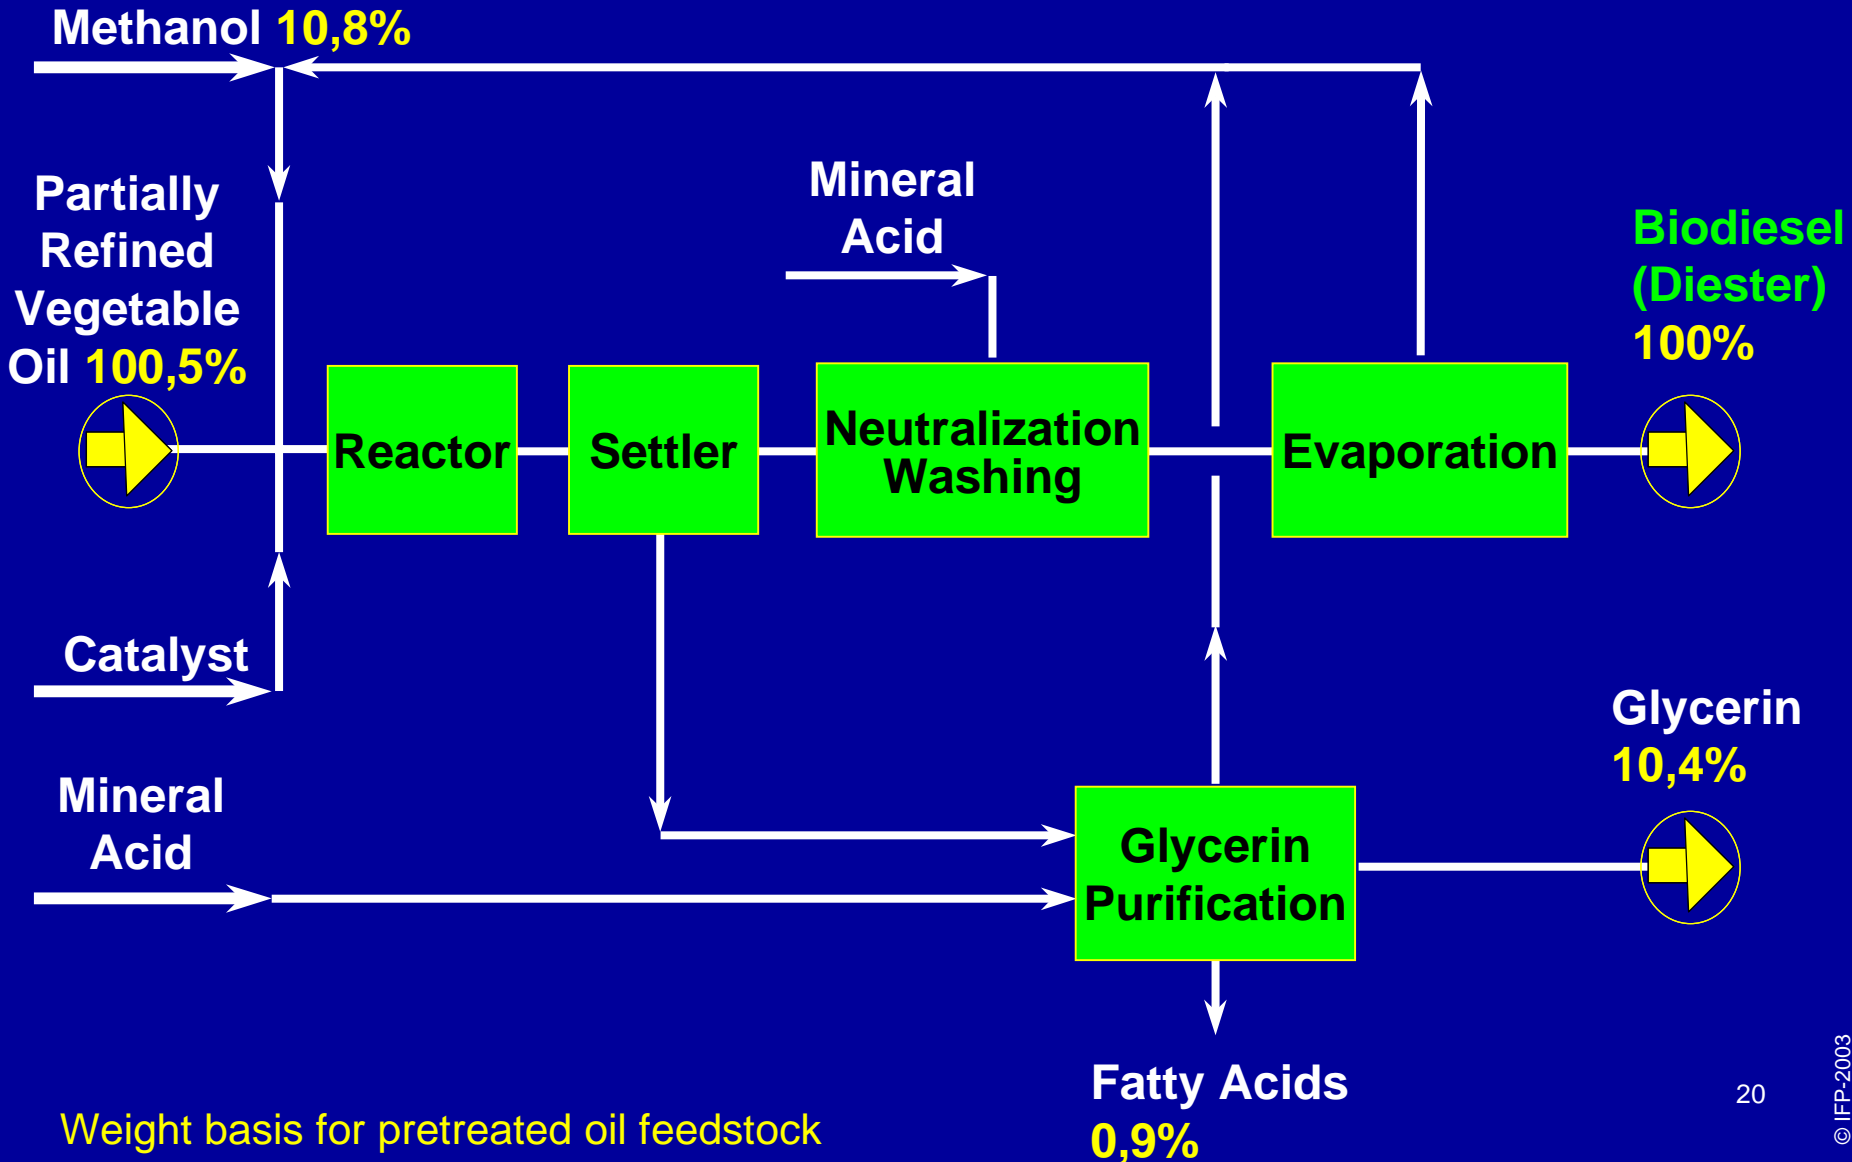 Methanol 10,8%
Partially
Refined
Vegetable
Oil 100,5%
Mineral
Acid
Biodiesel
(Diester)
100%
Reactor
Settler
Neutralization
Washing
Evaporation
Catalyst
Mineral
Acid
Glycerin
Purification
Glycerin
10,4%
Fatty Acids
0,9%
Weight basis for pretreated oil feedstock
20
© IFP-2003